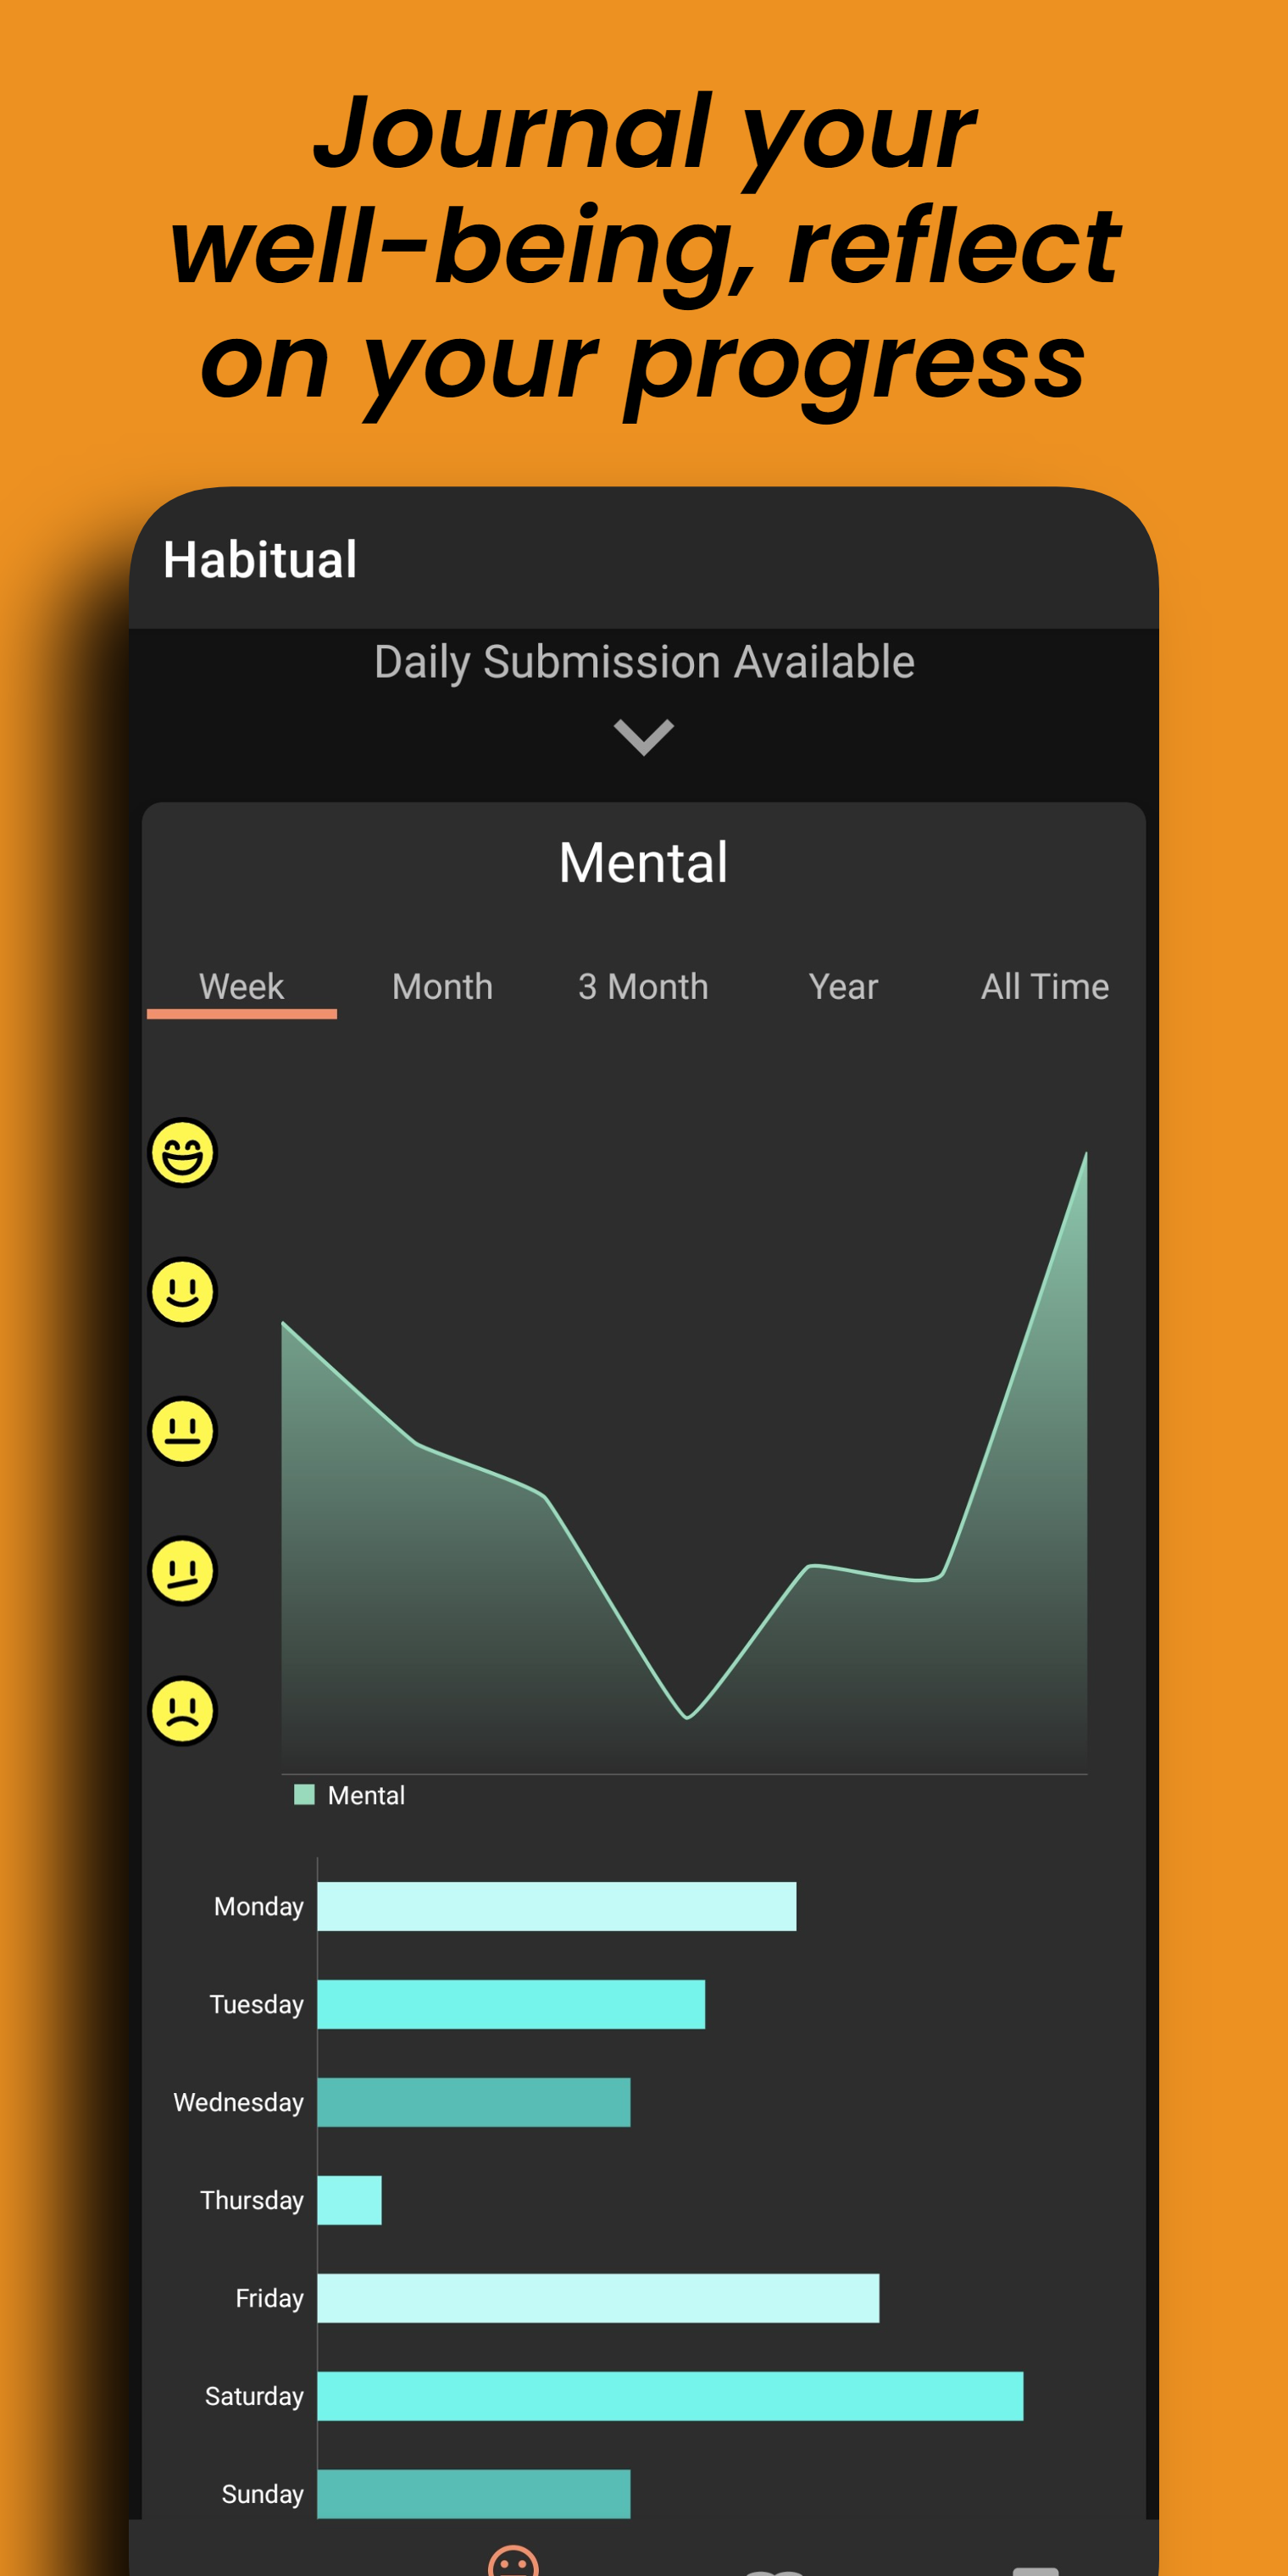 Journal your
well-being, reflect
on your progress
Habitual
Daily Submission Available
Mental
Week Month 3 Month Year All Time
Mental
Monday
Tuesday
Wednesday
Thursday
Friday
Saturday
Sunday